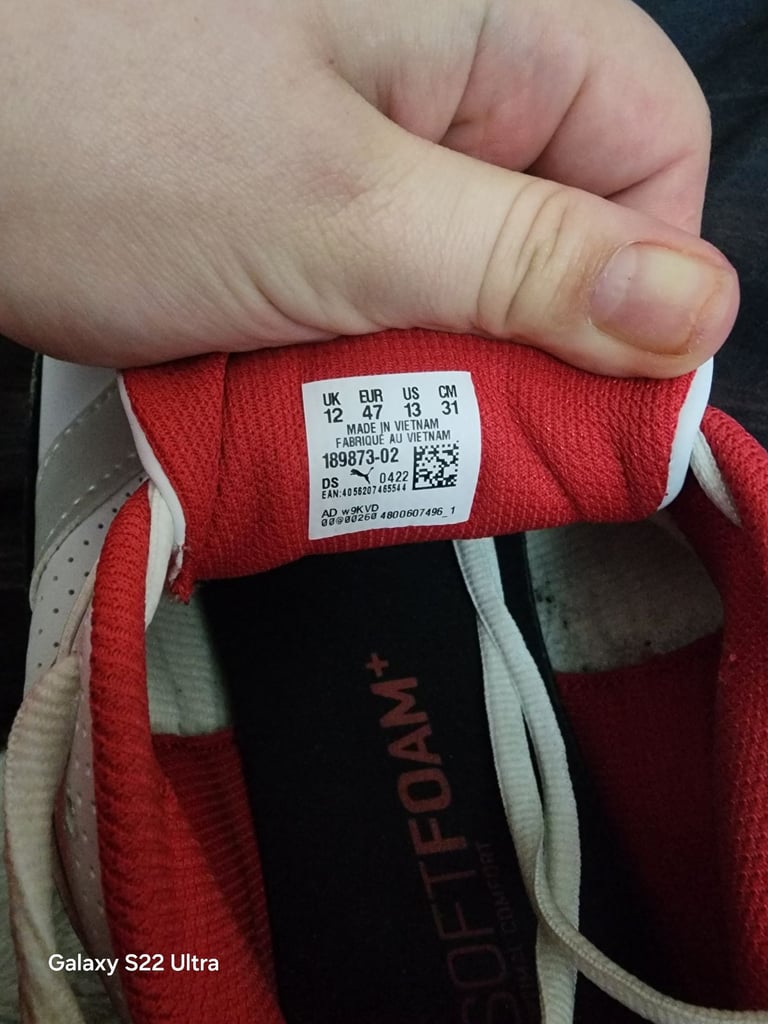 UK EUR US CM
12 47 13 31
MADE IN VIETNAM
FABRIQUÉ AU VIETNAM
189873-02
DS 0422
EAN:4056207465544
AD w9KVD
00@00260 4800607496_1
SOFTFOAM+
COMFORT
Galaxy S22 Ultra